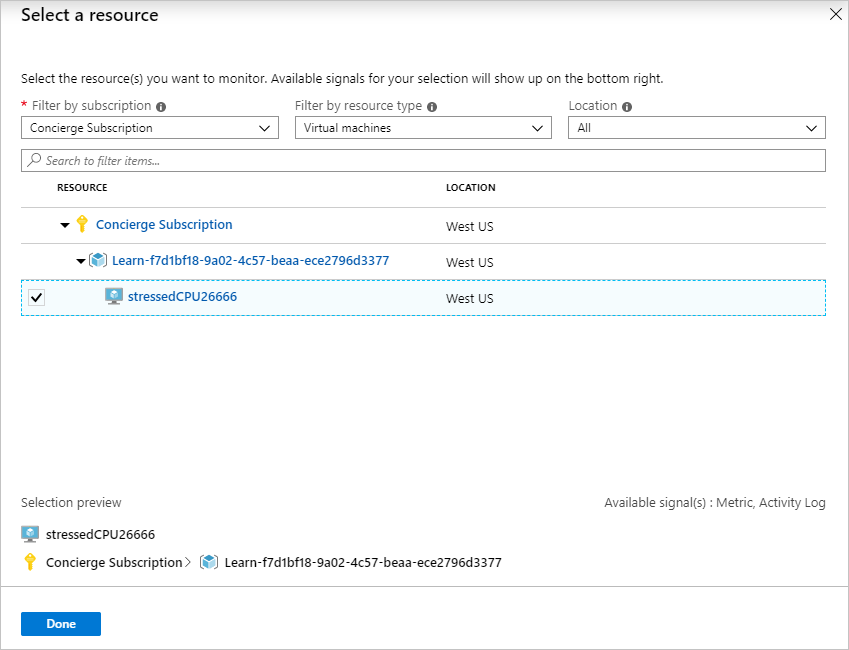 Select a resource
Select the resource(s) you want to monitor. Available signals for your selection will show up on the bottom right.
* Filter by subscription Filter by resource type Location
Concierge Subscription Virtual machines All
Search to filter items...
RESOURCE LOCATION
Concierge Subscription West US
Learn-f7d1bf18-9a02-4c57-beaa-ece2796d3377 West US
stressedCPU26666 West US
Selection preview Available signal(s) : Metric, Activity Log
stressedCPU26666
Concierge Subscription > Learn-f7d1bf18-9a02-4c57-beaa-ece2796d3377
Done